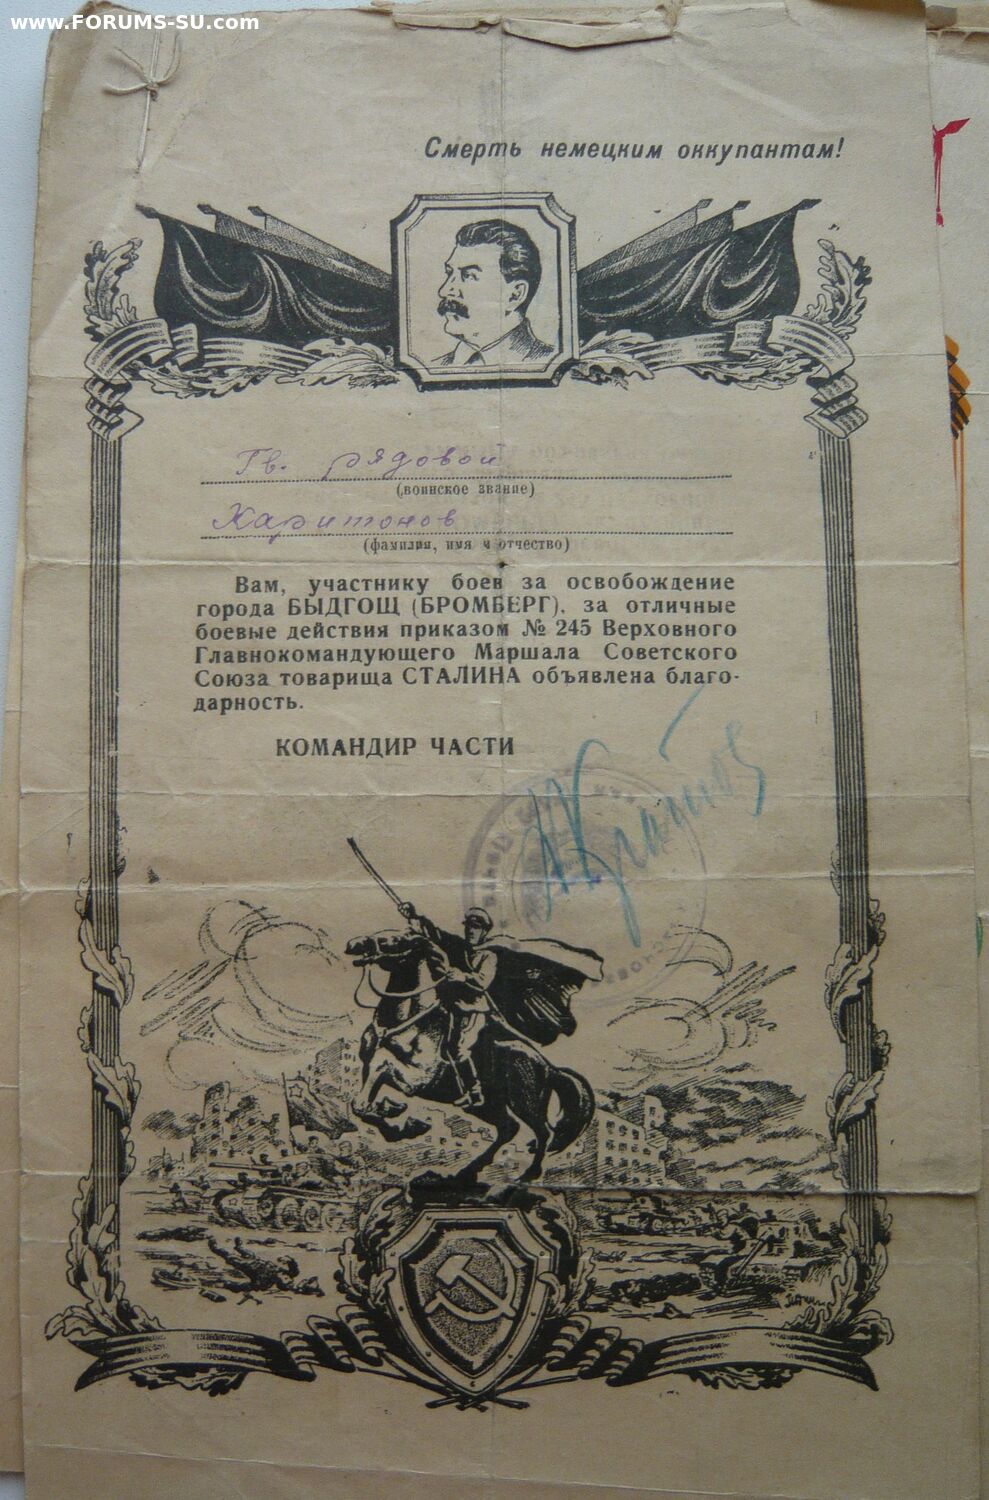 www.FORUMS-SU.com
Смерть немецким оккупантам!
Гв. рядовой
(воинское звание)
Харитонов
(фамилия, имя и отчество)
Вам, участнику боев за освобождение
города БЫДГОЩ (БРОМБЕРГ), за отличные
боевые действия приказом № 245 Верховного
Главнокомандующего Маршала Советского
Союза товарища СТАЛИНА объявлена благо-
дарность.
КОМАНДИР ЧАСТИ